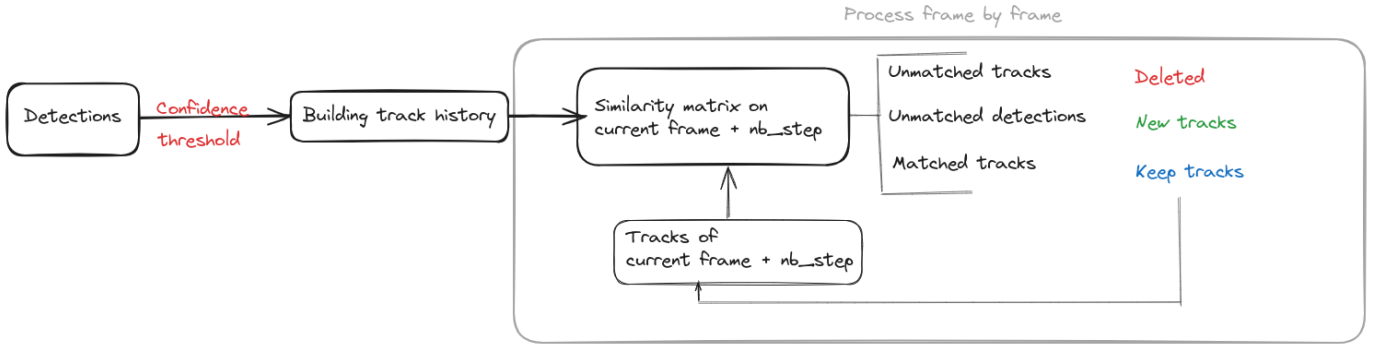 Process frame by frame
Detections
Confidence
threshold
Building track history
Similarity matrix on
current frame + nb_step
Unmatched tracks
Deleted
Unmatched detections
New tracks
Matched tracks
Keep tracks
Tracks of
current frame + nb_step